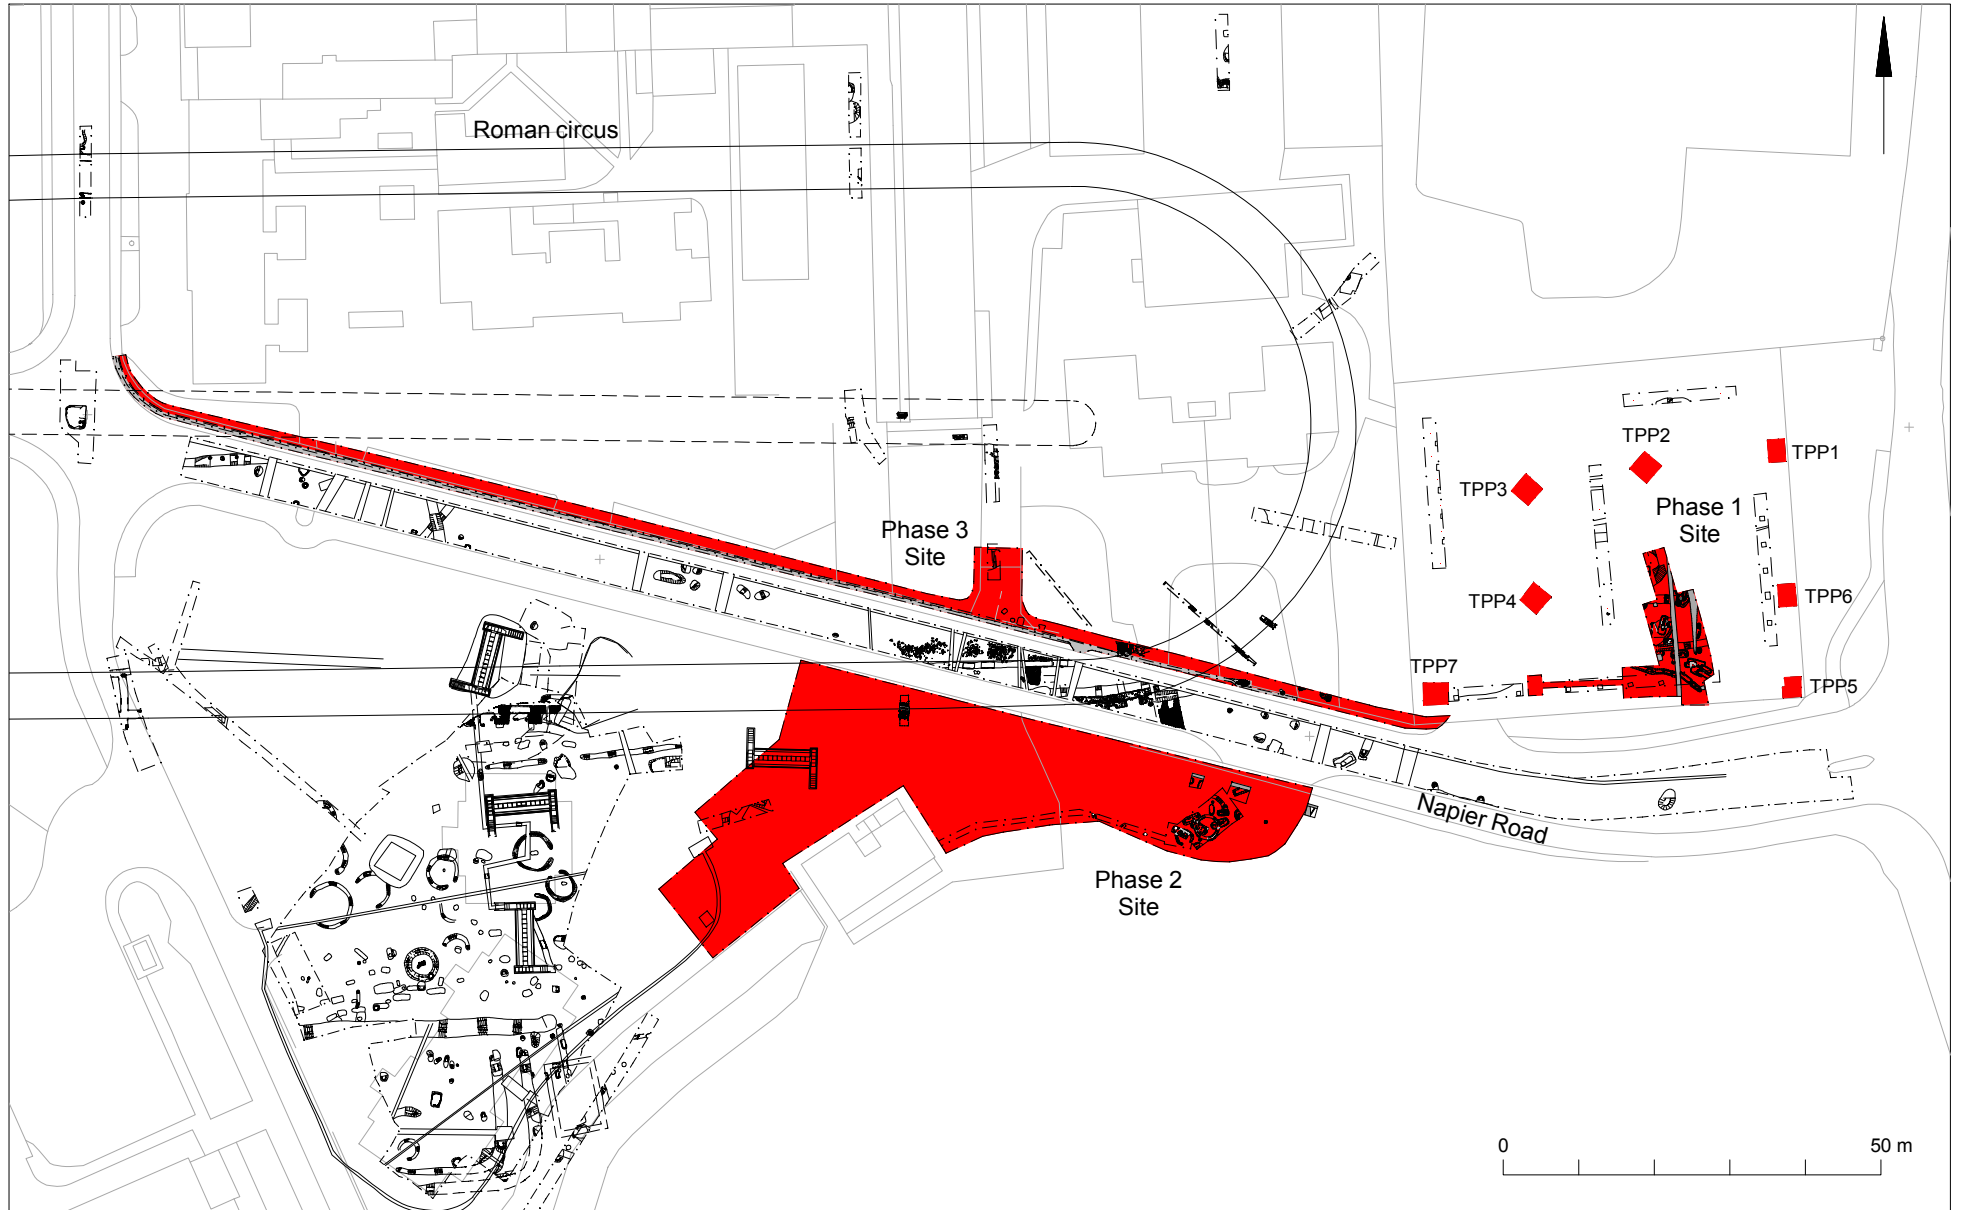 Roman circus
TPP2
TPP1
TPP3
Phase 1
Site
Phase 3
Site
TPP4
TPP6
TPP7
TPP5
Napier Road
Phase 2
Site
0
50 m